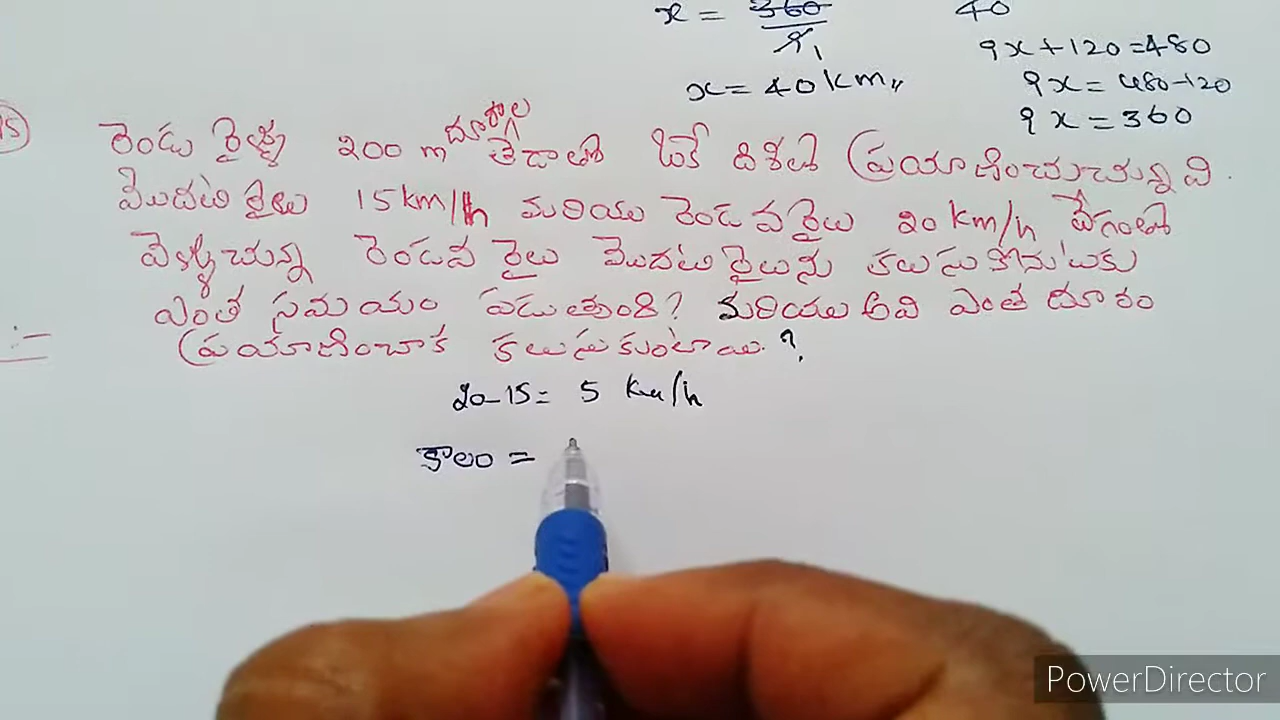 x = 360 40
9x+120=480
9 1
x = 40 km,, 9x = 480-120
9x = 360
15) రెండు రైళ్ళు 200 m దూరాల తేడాతో ఒకే దిశలో ప్రయాణించుచున్నవి.
మొదటి రైలు 15 km/h మరియు రెండవ రైలు 20 km/h వేగంతో
వెళ్ళుచున్న రెండవ రైలు మొదటి రైలును కలుసుకొనుటకు
ఎంత సమయం పడుతుంది? మరియు అవి ఎంత దూరం
:- ప్రయాణించాక కలుసుకుంటాయి. ?
20-15= 5 Km/h
కాలం =
PowerDirector